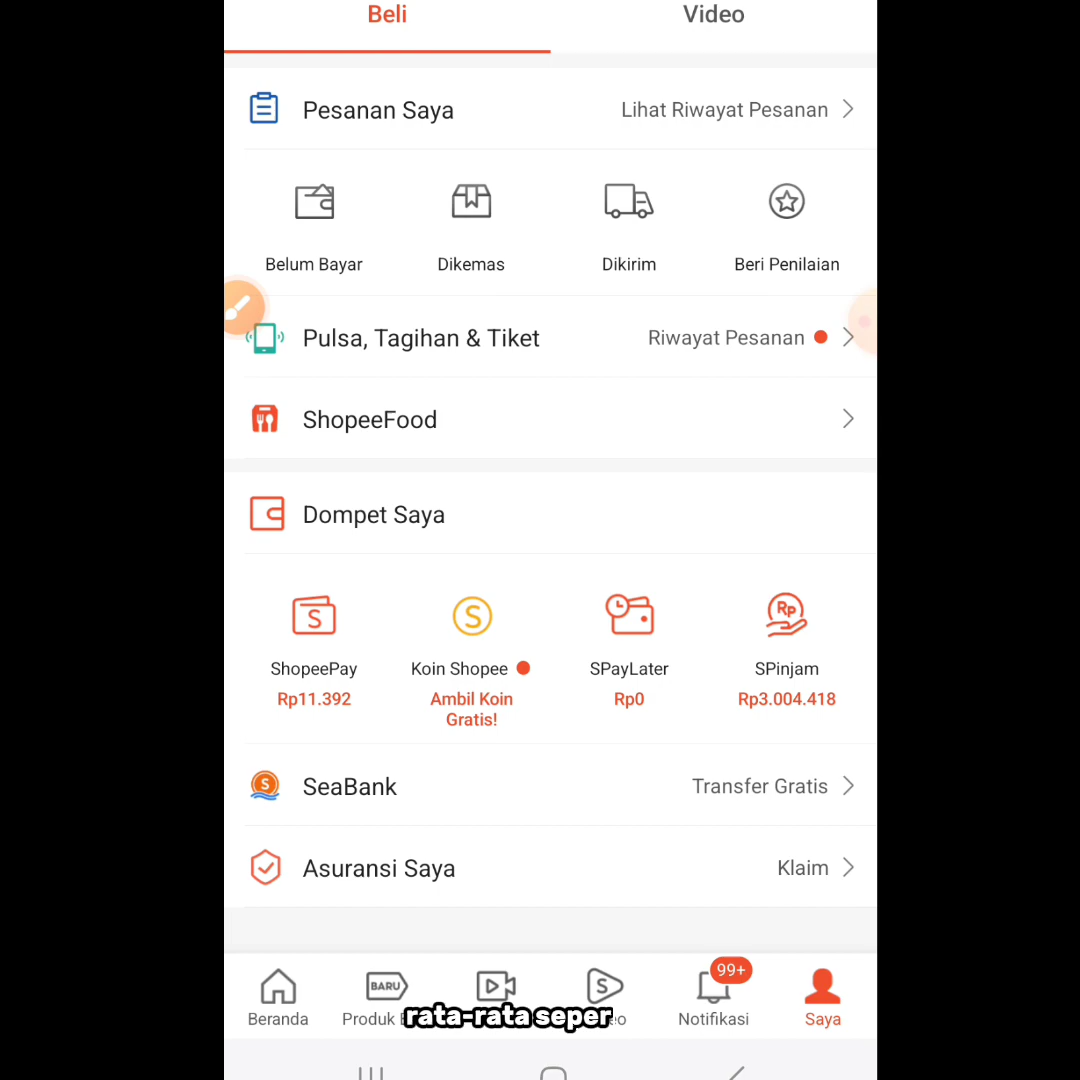 Beli
Video
Pesanan Saya
Lihat Riwayat Pesanan
Belum Bayar
Dikemas
Dikirim
Beri Penilaian
Pulsa, Tagihan & Tiket
Riwayat Pesanan
ShopeeFood
Dompet Saya
S
S
Rp
ShopeePay
Koin Shopee
SPayLater
SPinjam
Rp11.392
Ambil Koin
Gratis!
Rp0
Rp3.004.418
S
SeaBank
Transfer Gratis
Asuransi Saya
Klaim
BARU
S
99+
Beranda
Produk
Notifikasi
Saya
rata-rata seper